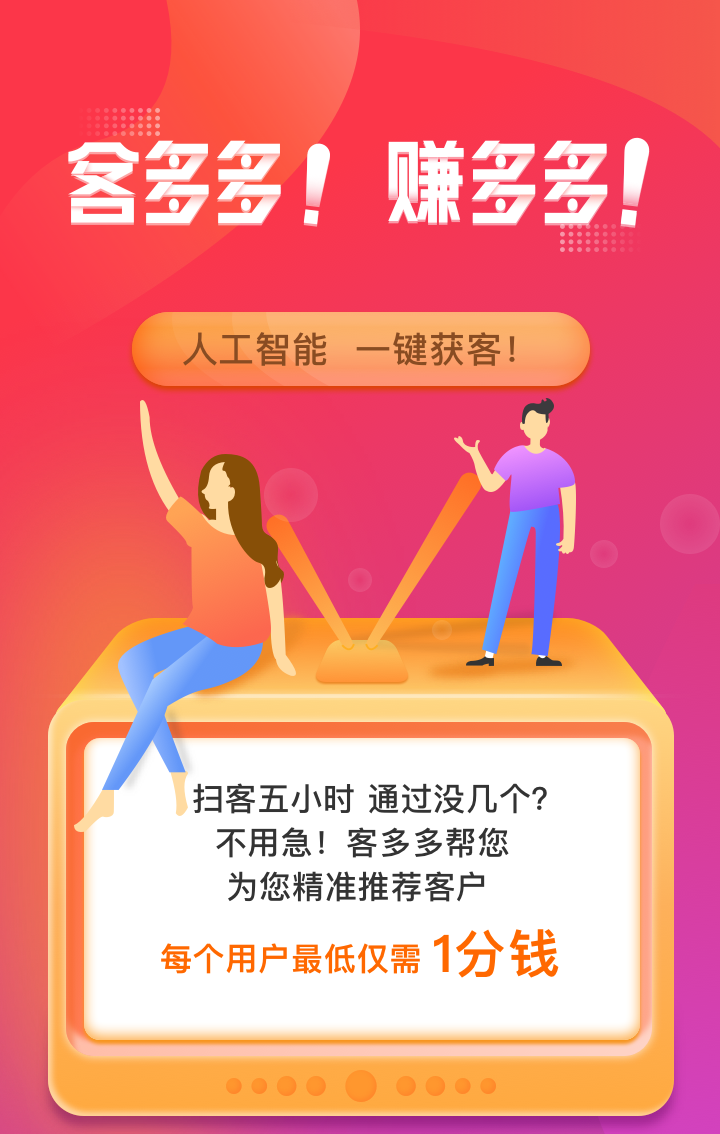 客多多! 赚多多!
人工智能 一键获客!
扫客五小时 通过没几个?
不用急!客多多帮您
为您精准推荐客户
每个用户最低仅需 1分钱